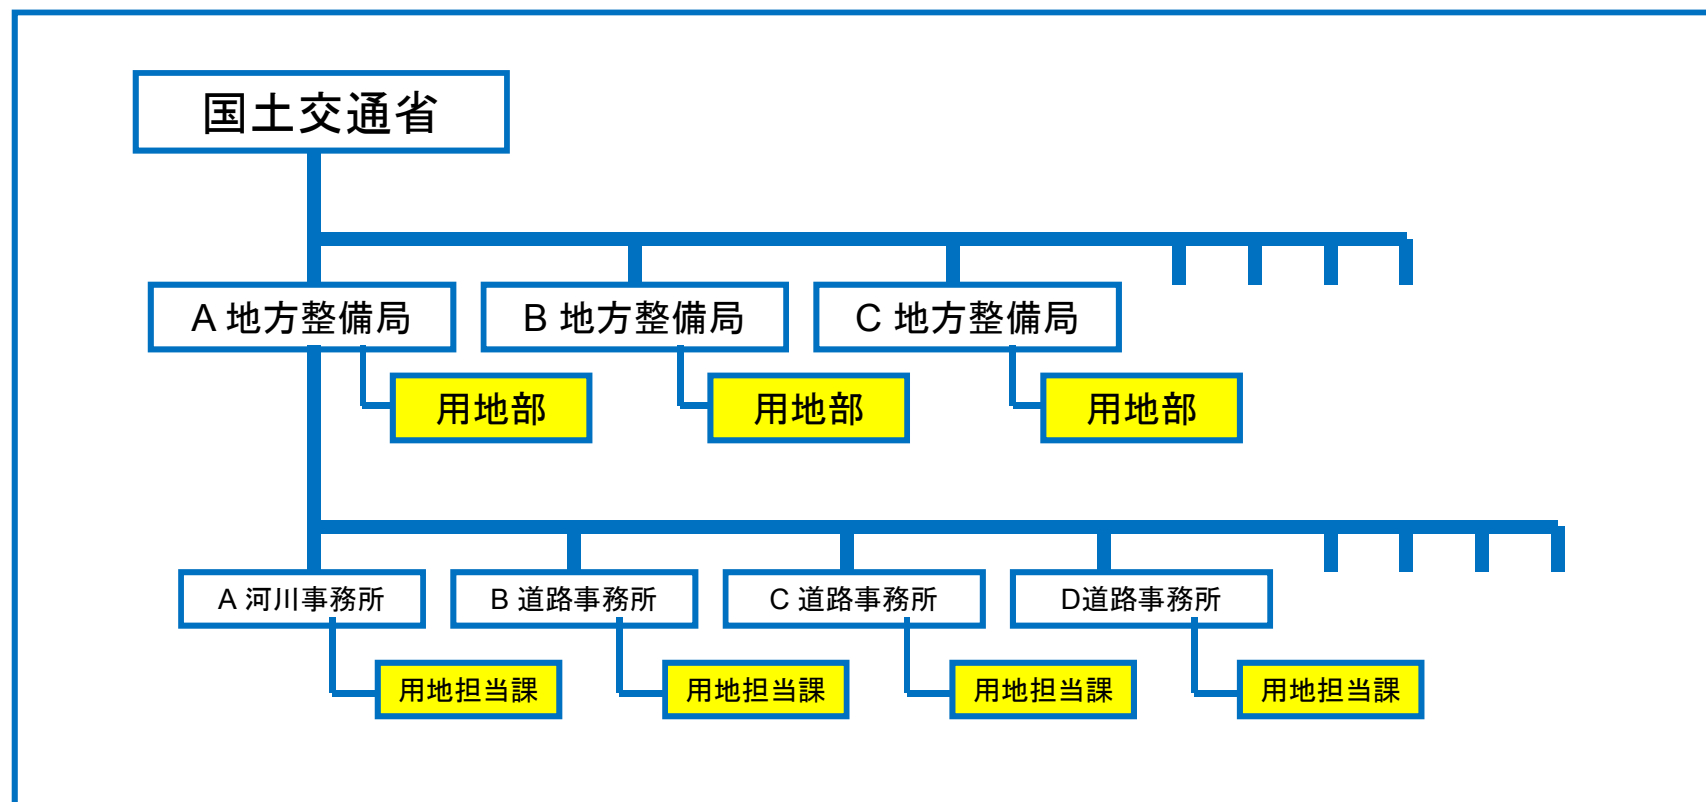 国土交通省
A 地方整備局
B 地方整備局
C 地方整備局
用地部
用地部
用地部
A 河川事務所
B 道路事務所
C 道路事務所
D道路事務所
用地担当課
用地担当課
用地担当課
用地担当課